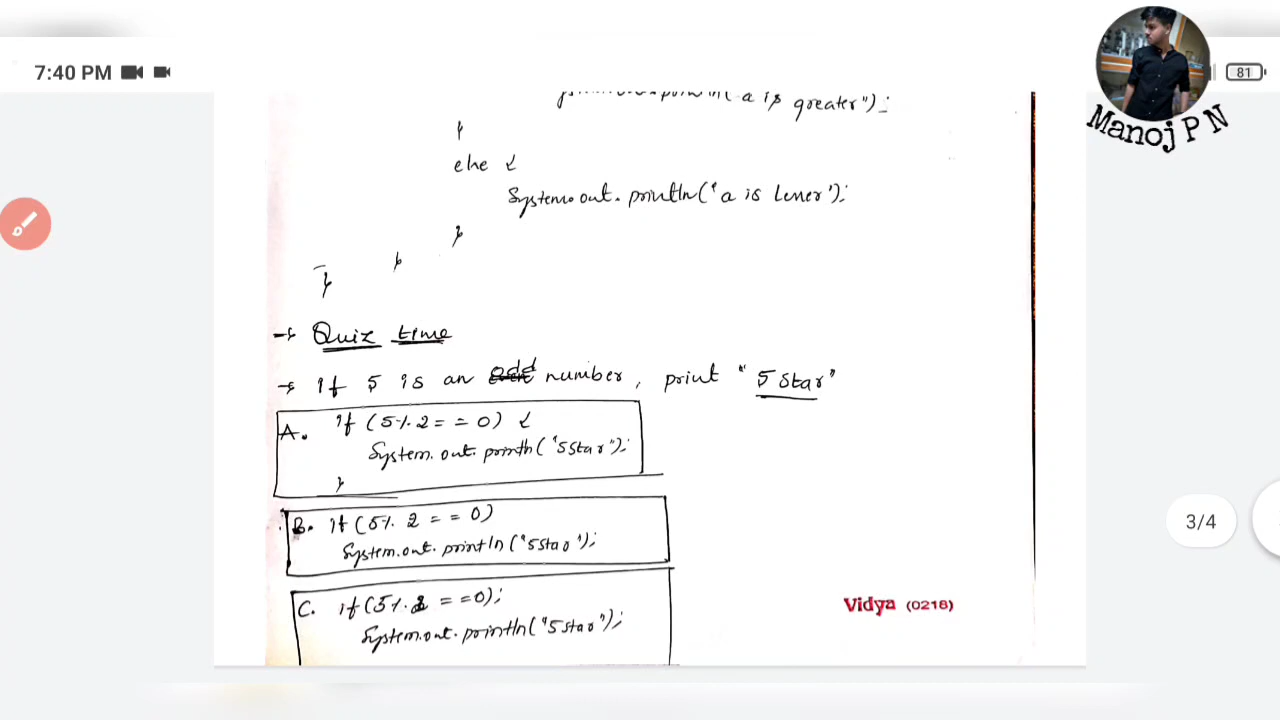 7:40 PM
81
Manoj P N
a is greater");
}
else {
System.out.println("a is lesser");
}
}
}
→ Quiz time
→ if 5 is an odd number, print "5 Star"
A. if (5%2==0) {
System.out.println("5Star");
}
B. if (5%2==0)
System.out.println("5Star");
C. if (5%2==0);
System.out.println("5Star");
3/4
Vidya (0218)